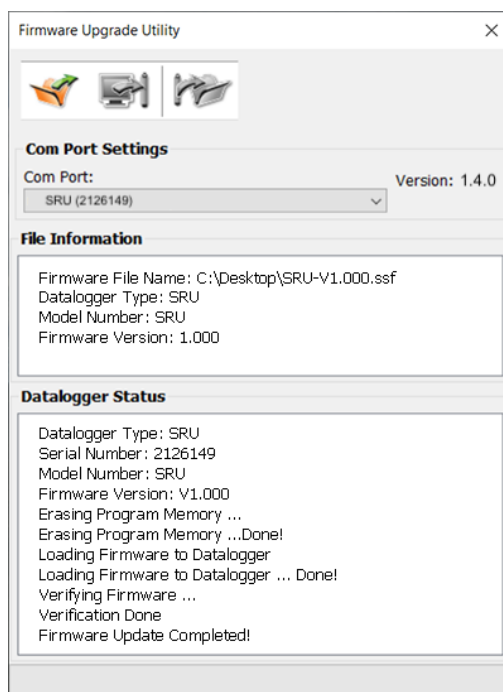 Firmware Upgrade Utility
Com Port Settings
Com Port:
Version: 1.4.0
SRU (2126149)
File Information
Firmware File Name: C:\Desktop\SRU-V1.000.ssf
Datalogger Type: SRU
Model Number: SRU
Firmware Version: 1.000
Datalogger Status
Datalogger Type: SRU
Serial Number: 2126149
Model Number: SRU
Firmware Version: V1.000
Erasing Program Memory ...
Erasing Program Memory ...Done!
Loading Firmware to Datalogger
Loading Firmware to Datalogger ... Done!
Verifying Firmware ...
Verification Done
Firmware Update Completed!